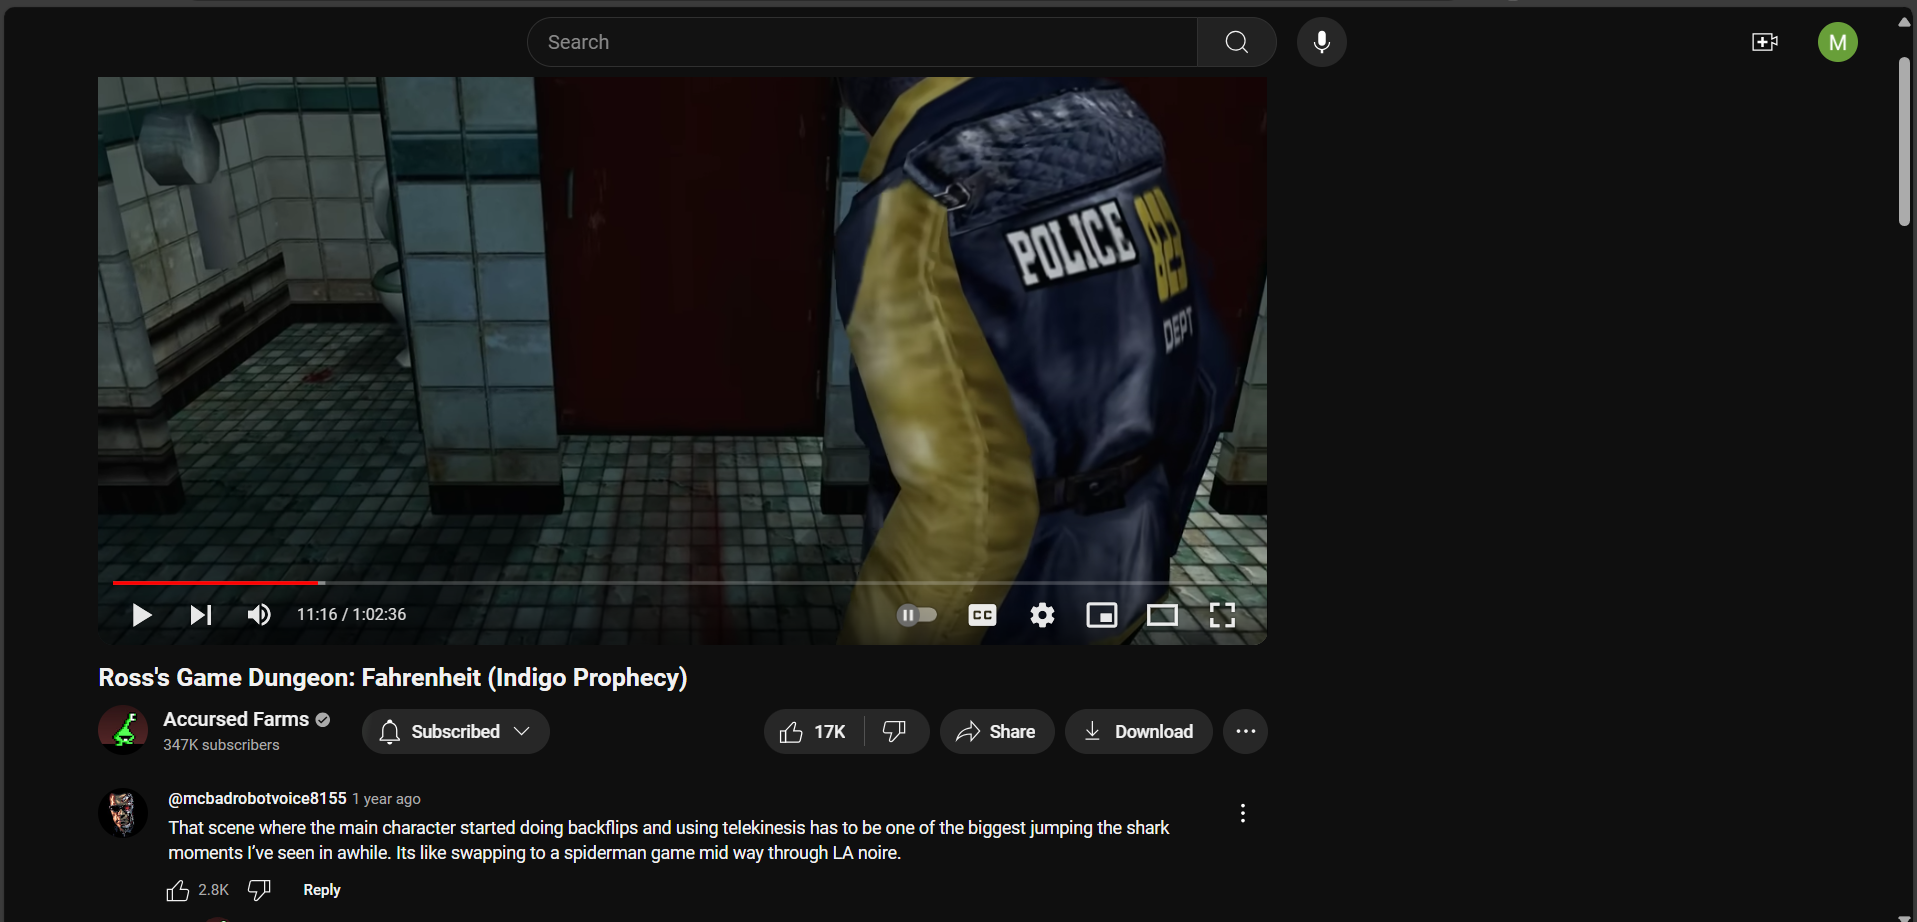 Search
M
POLICE
823
DEPT
11:16 / 1:02:36
CC
Ross's Game Dungeon: Fahrenheit (Indigo Prophecy)
Accursed Farms
347K subscribers
Subscribed
17K
Share
Download
@mcbadrobotvoice8155 1 year ago
That scene where the main character started doing backflips and using telekinesis has to be one of the biggest jumping the shark
moments I've seen in awhile. Its like swapping to a spiderman game mid way through LA noire.
2.8K
Reply